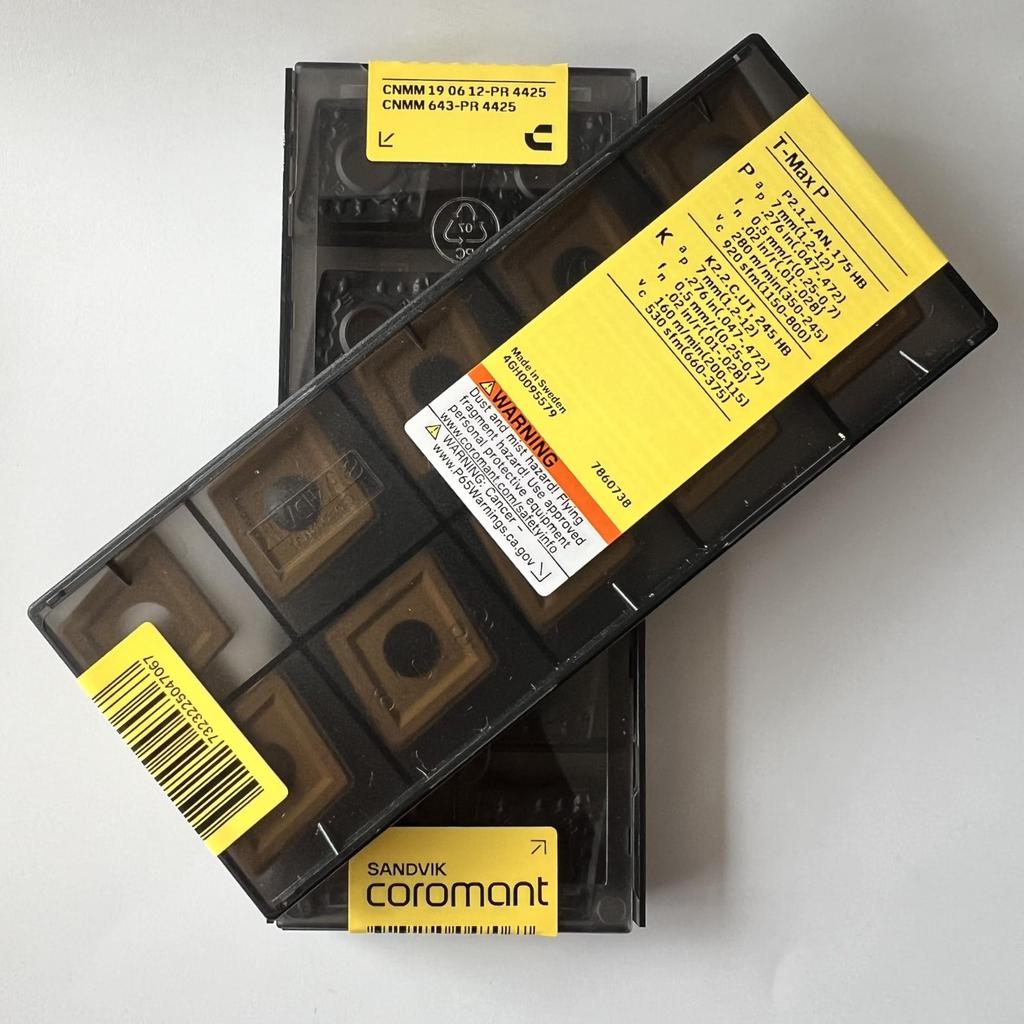 CNMM 19 06 12-PR 4425
CNMM 643-PR 4425
T-Max P
P P2.1.Z.AN, 175 HB
ap 7 mm(1.2-12)
.276 in(.047-.472)
fn 0.5 mm/r(0.25-0.7)
.02 in/r(.01-.028)
vc 280 m/min(350-245)
920 sfm(1150-800)
K K2.2.C.UT, 245 HB
ap 7 mm(1.2-12)
.276 in(.047-.472)
fn 0.5 mm/r(0.25-0.7)
.02 in/r(.01-.028)
vc 160 m/min(200-115)
530 sfm(660-375)
Made in Sweden
4GH0095579
7860738
WARNING
Dust and mist hazard! Flying
fragment hazard! Use approved
personal protective equipment
www.coromant.com/safetyinfo
WARNING: Cancer –
www.P65Warnings.ca.gov
7323225047067
07
SANDVIK
coromant